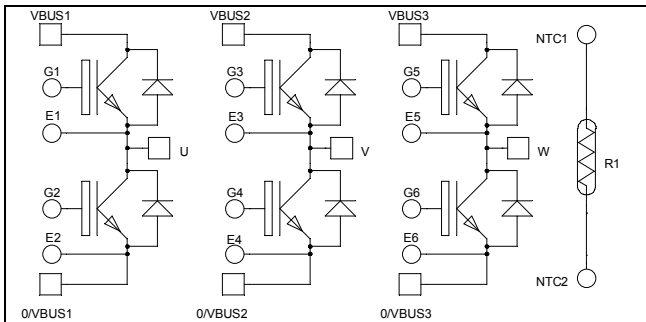 VBUS1 VBUS2 VBUS3
NTC1
G1 G3 G5
E1 E3 E5
U V W
R1
G2 G4 G6
E2 E4 E6
NTC2
0/VBUS1 0/VBUS2 0/VBUS3